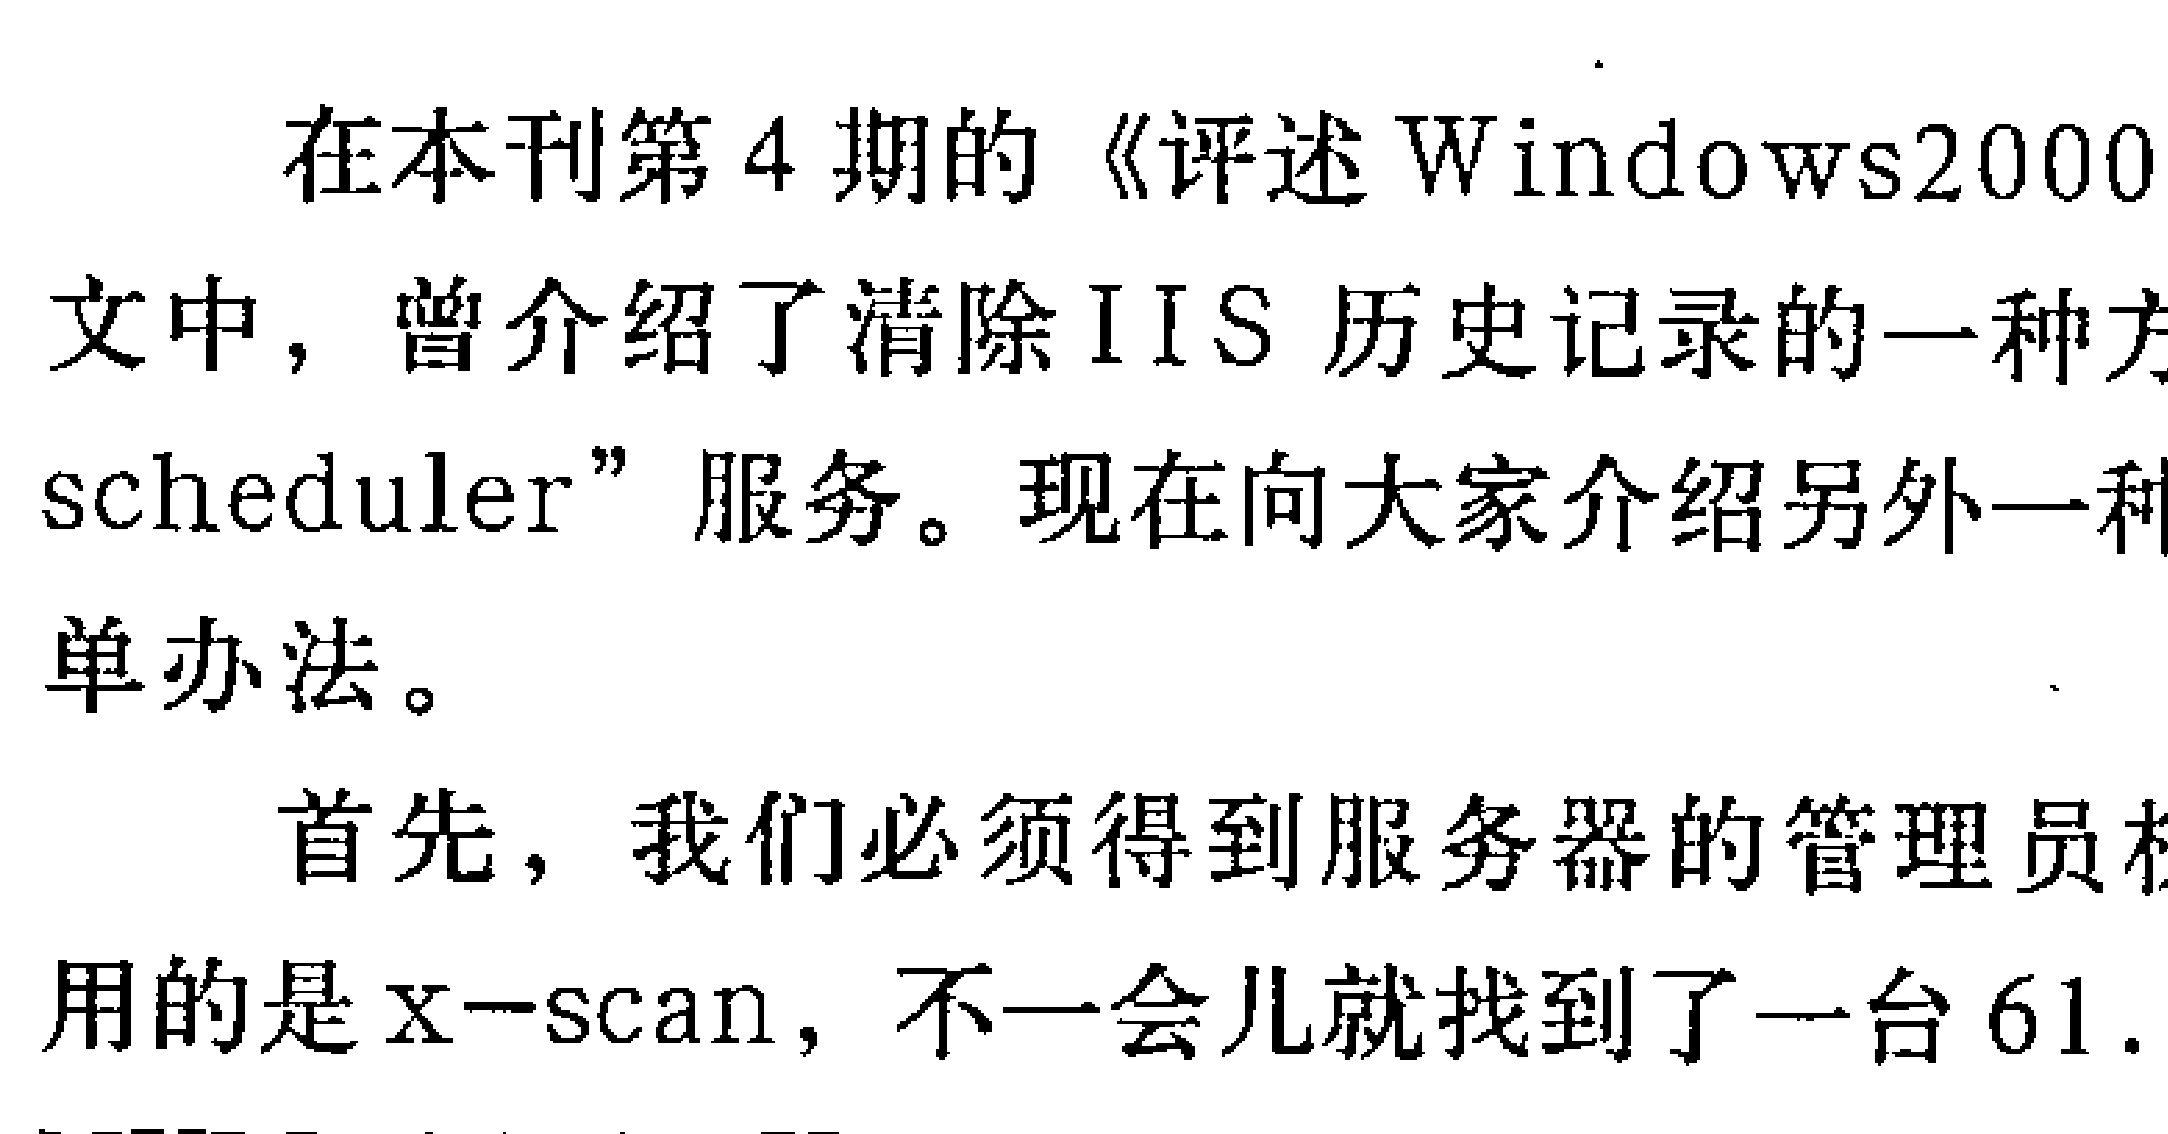 在本刊第4期的《评述Windows2000
文中，曾介绍了清除IIS历史记录的一种方
scheduler”服务。现在向大家介绍另外一种
单办法。
首先，我们必须得到服务器的管理员
用的是x-scan，不一会儿就找到了一台61.